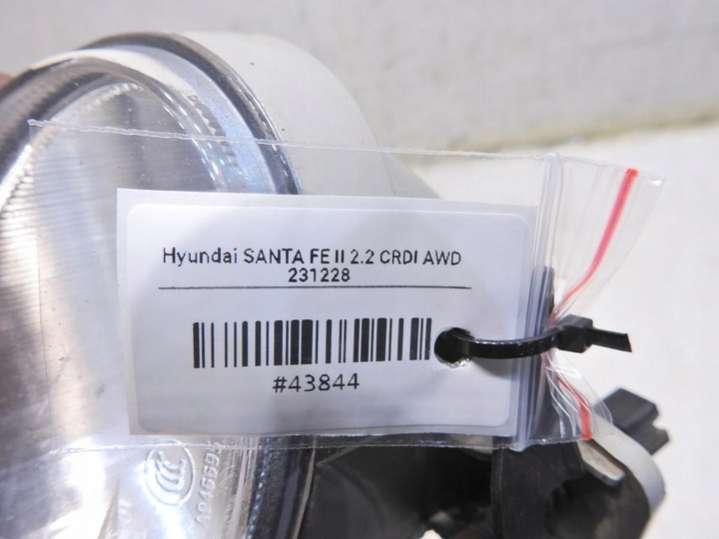 Hyundai SANTA FE II 2.2 CRDI AWD
231228
#43844